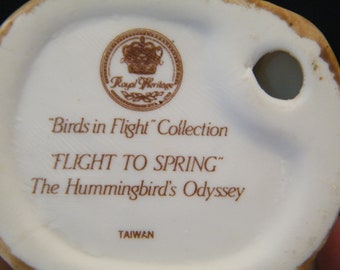 Royal Heritage
"Birds in Flight" Collection
"FLIGHT TO SPRING"
The Hummingbird's Odyssey
TAIWAN